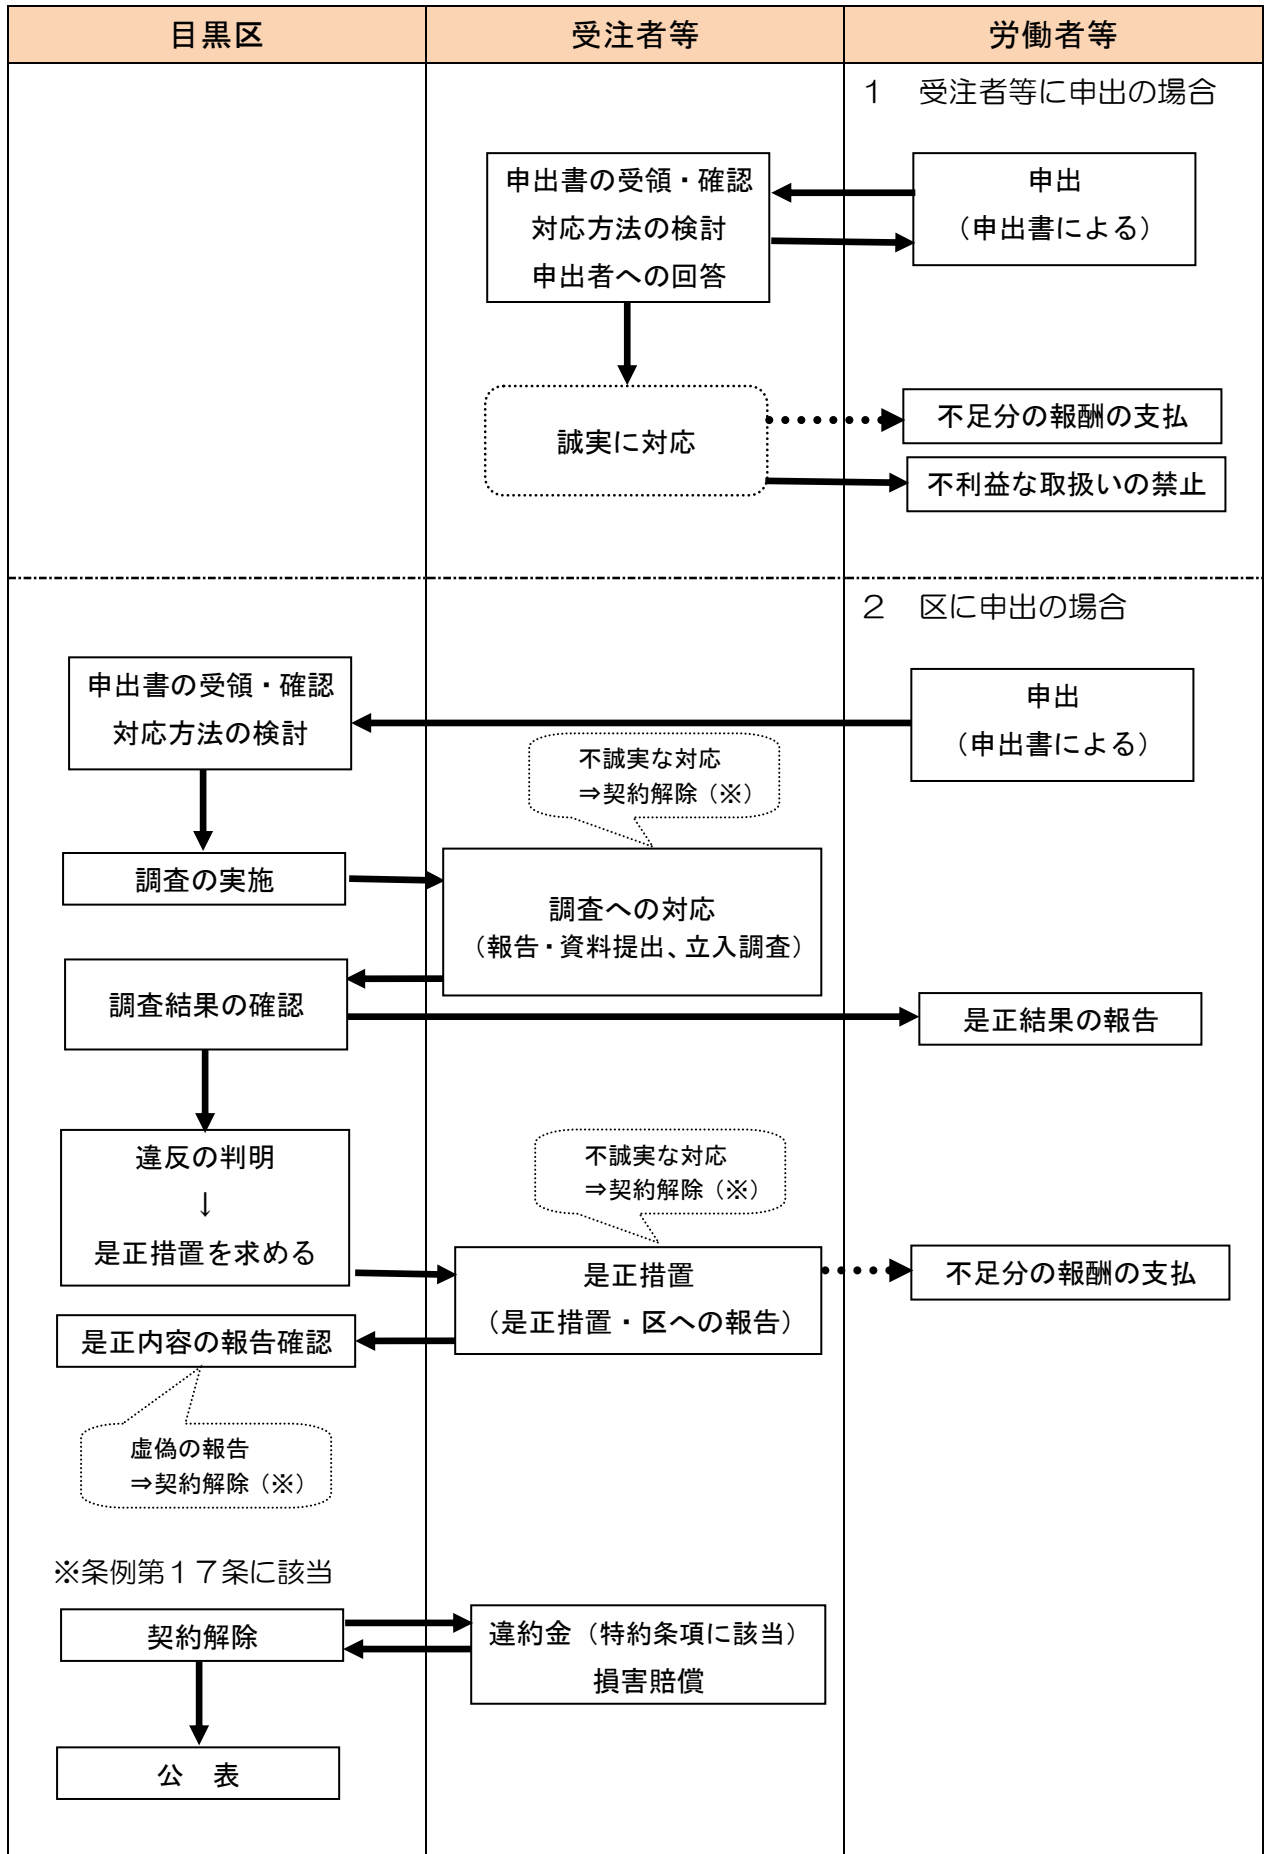 目黒区
受注者等
労働者等
１　受注者等に申出の場合
申出書の受領・確認
対応方法の検討
申出者への回答
申出
（申出書による）
誠実に対応
不足分の報酬の支払
不利益な取扱いの禁止
２　区に申出の場合
申出書の受領・確認
対応方法の検討
申出
（申出書による）
不誠実な対応
⇒契約解除（※）
調査の実施
調査への対応
（報告・資料提出、立入調査）
調査結果の確認
是正結果の報告
違反の判明
↓
是正措置を求める
不誠実な対応
⇒契約解除（※）
是正措置
（是正措置・区への報告）
不足分の報酬の支払
是正内容の報告確認
虚偽の報告
⇒契約解除（※）
※条例第１７条に該当
契約解除
違約金（特約条項に該当）
損害賠償
公　表